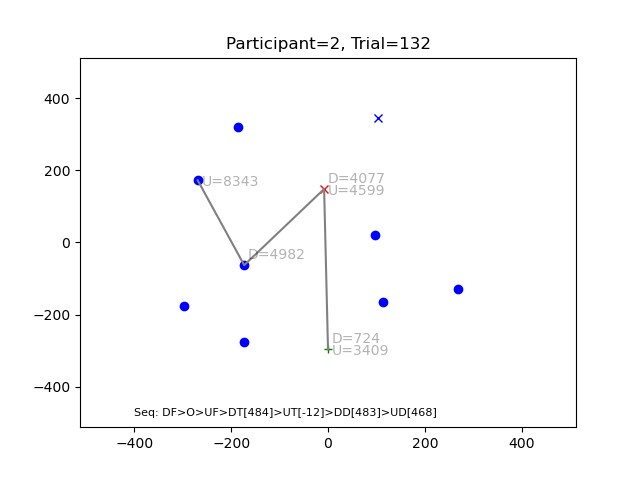 Participant=2, Trial=132
400
200
0
−200
−400
U=8343
D=4077
U=4599
D=4982
D=724
U=3409
Seq: DF>O>UF>DT[484]>UT[-12]>DD[483]>UD[468]
−400 −200 0 200 400